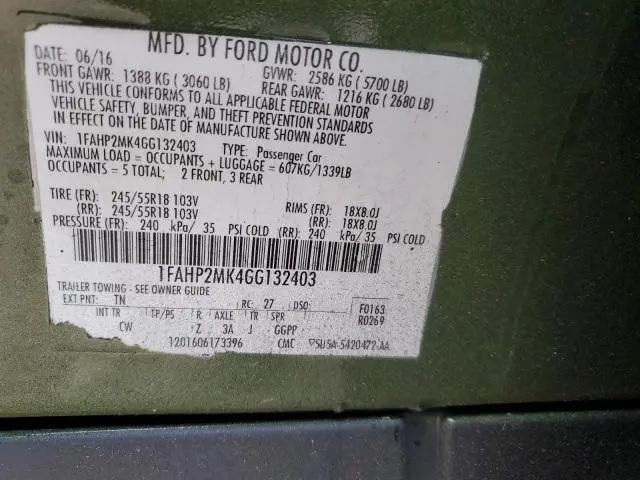 MFD. BY FORD MOTOR CO.
DATE: 06/16 GVWR: 2586 KG ( 5700 LB)
FRONT GAWR: 1388 KG ( 3060 LB) REAR GAWR: 1216 KG ( 2680 LB)
THIS VEHICLE CONFORMS TO ALL APPLICABLE FEDERAL MOTOR
VEHICLE SAFETY, BUMPER, AND THEFT PREVENTION STANDARDS
IN EFFECT ON THE DATE OF MANUFACTURE SHOWN ABOVE.
VIN: 1FAHP2MK4GG132403 TYPE: Passenger Car
MAXIMUM LOAD = OCCUPANTS + LUGGAGE = 607KG/1339LB
OCCUPANTS = 5 TOTAL; 2 FRONT, 3 REAR
TIRE (FR): 245/55R18 103V RIMS (FR): 18X8.0J
(RR): 245/55R18 103V (RR): 18X8.0J
PRESSURE (FR): 240 kPa/ 35 PSI COLD (RR): 240 kPa/ 35 PSI COLD
1FAHP2MK4GG132403
TRAILER TOWING - SEE OWNER GUIDE
EXT PNT: TN RC: 27 DSO: F0163
INT TR TP/PS R AXLE TR SPR R0269
CW Z 3A J GGPP
1201606173396 CMC 5U5A-5420472-AA